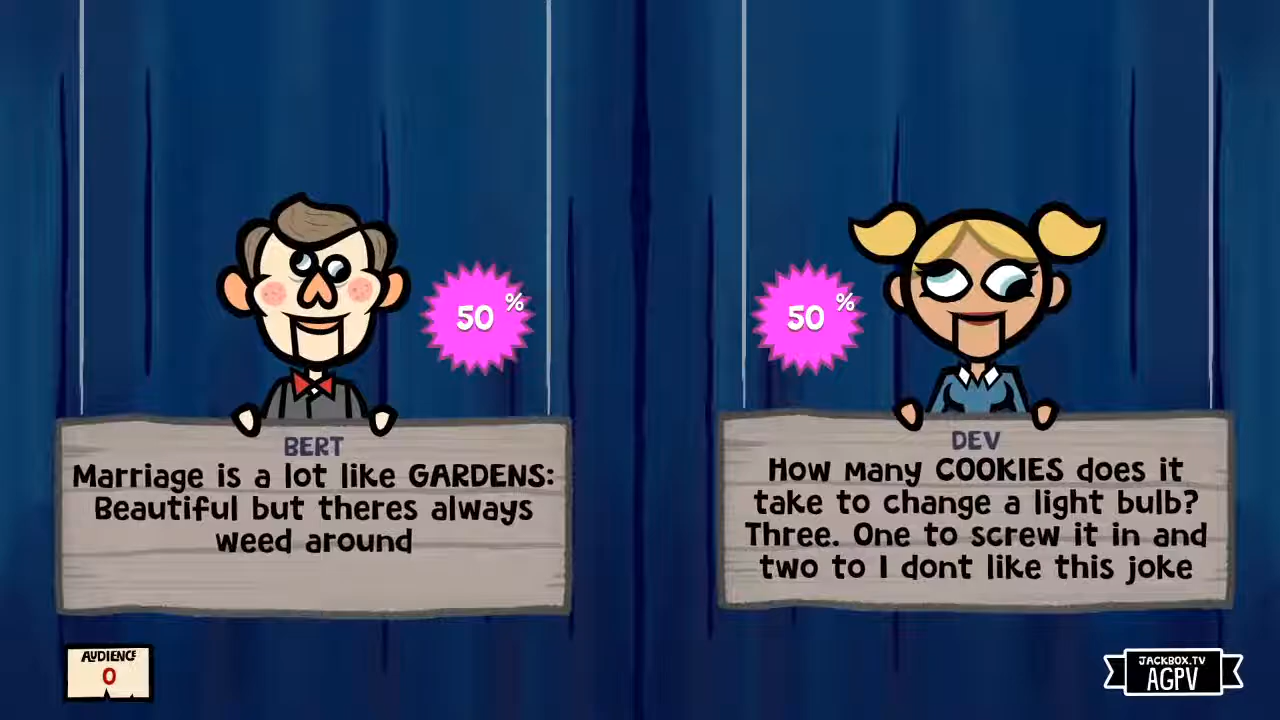 50%
50%
BERT
Marriage is a lot like GARDENS:
Beautiful but theres always
weed around
DEV
How many COOKIES does it
take to change a light bulb?
Three. One to screw it in and
two to I dont like this joke
AUDIENCE
0
JACKBOX.TV
AGPV